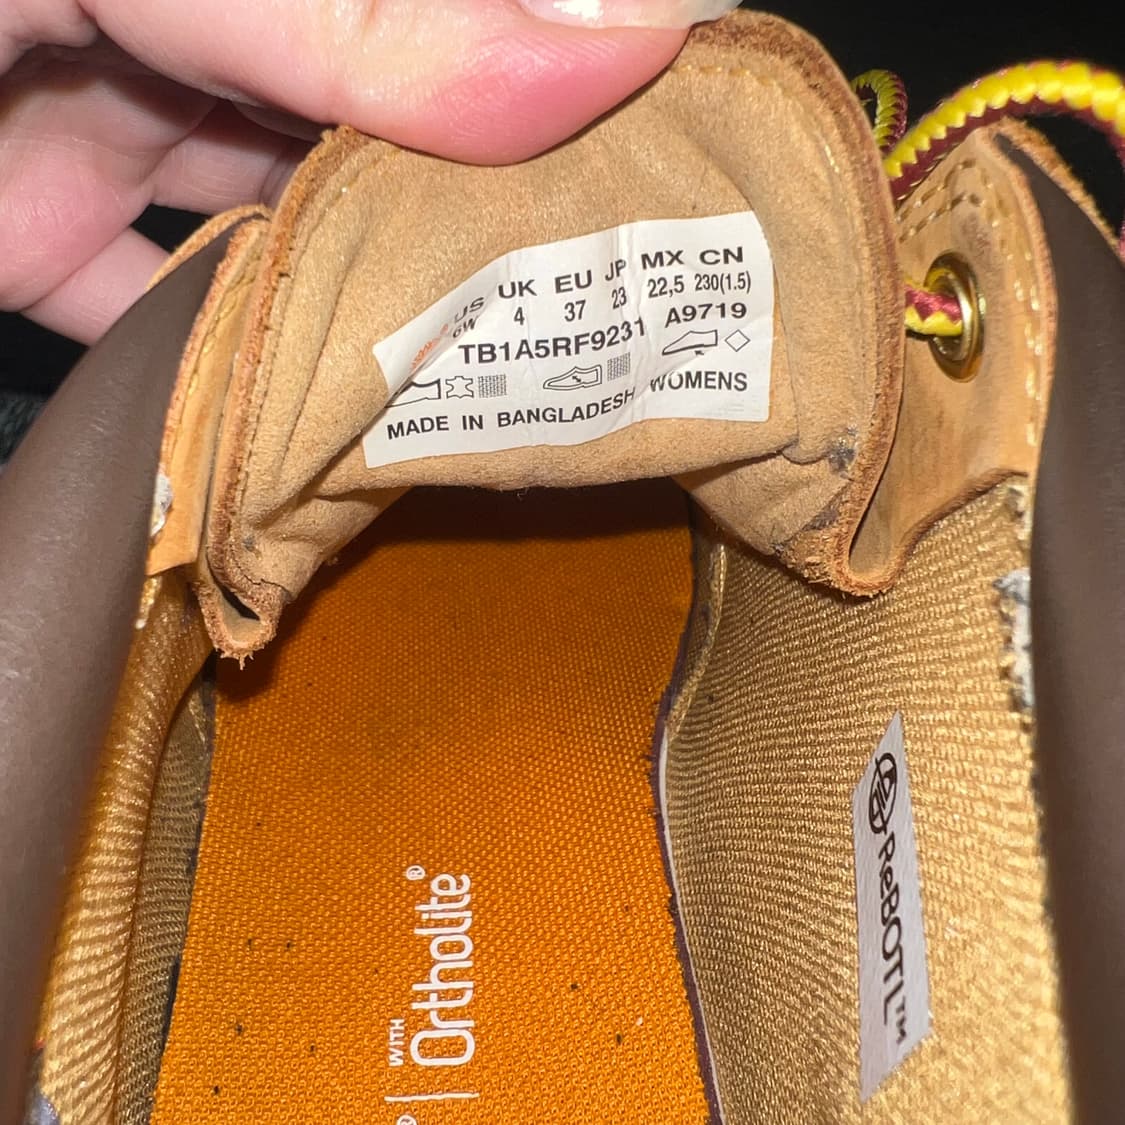 US UK EU JP MX CN
6W 4 37 23 22,5 230(1.5)
TB1A5RF9231 A9719
WOMENS
MADE IN BANGLADESH
WITH
Ortholite®
ReBOTL™